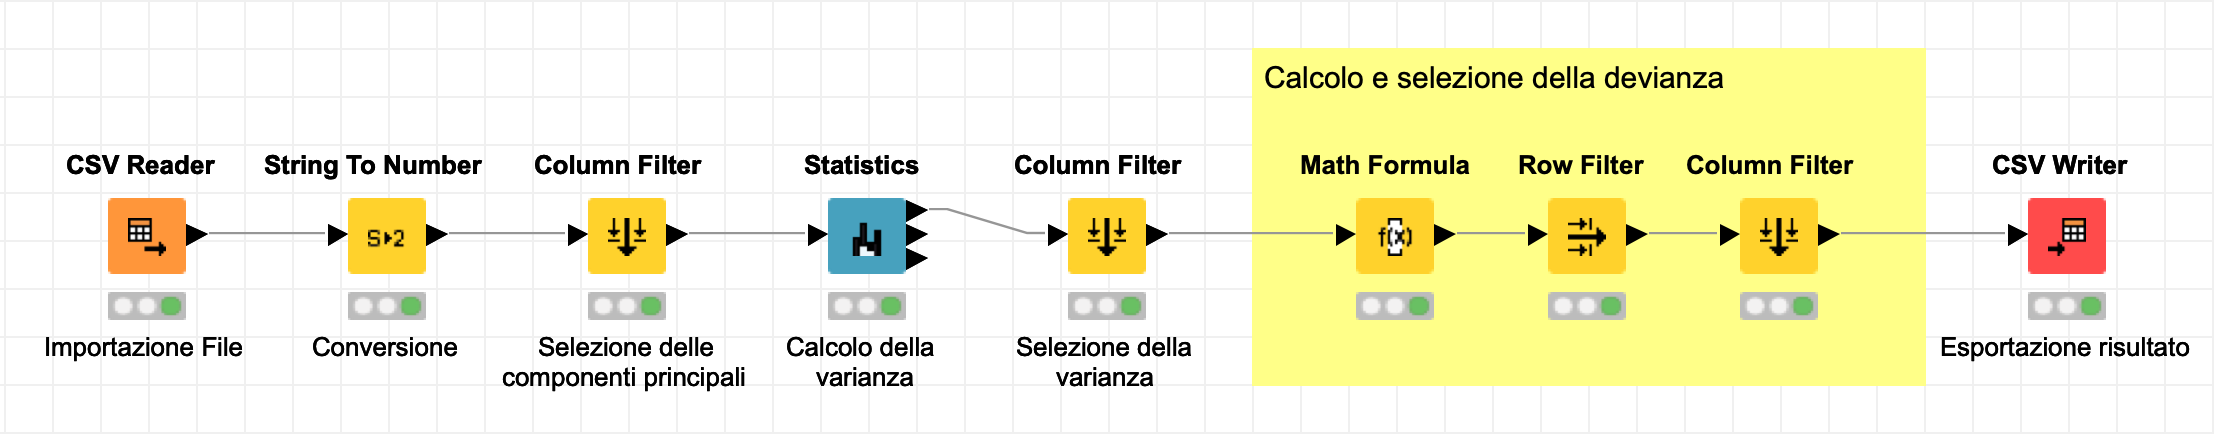 Calcolo e selezione della devianza
CSV Reader
String To Number
Column Filter
Statistics
Column Filter
Math Formula
Row Filter
Column Filter
CSV Writer
S 2
f(x)
Importazione File
Conversione
Selezione delle
componenti principali
Calcolo della
varianza
Selezione della
varianza
Esportazione risultato